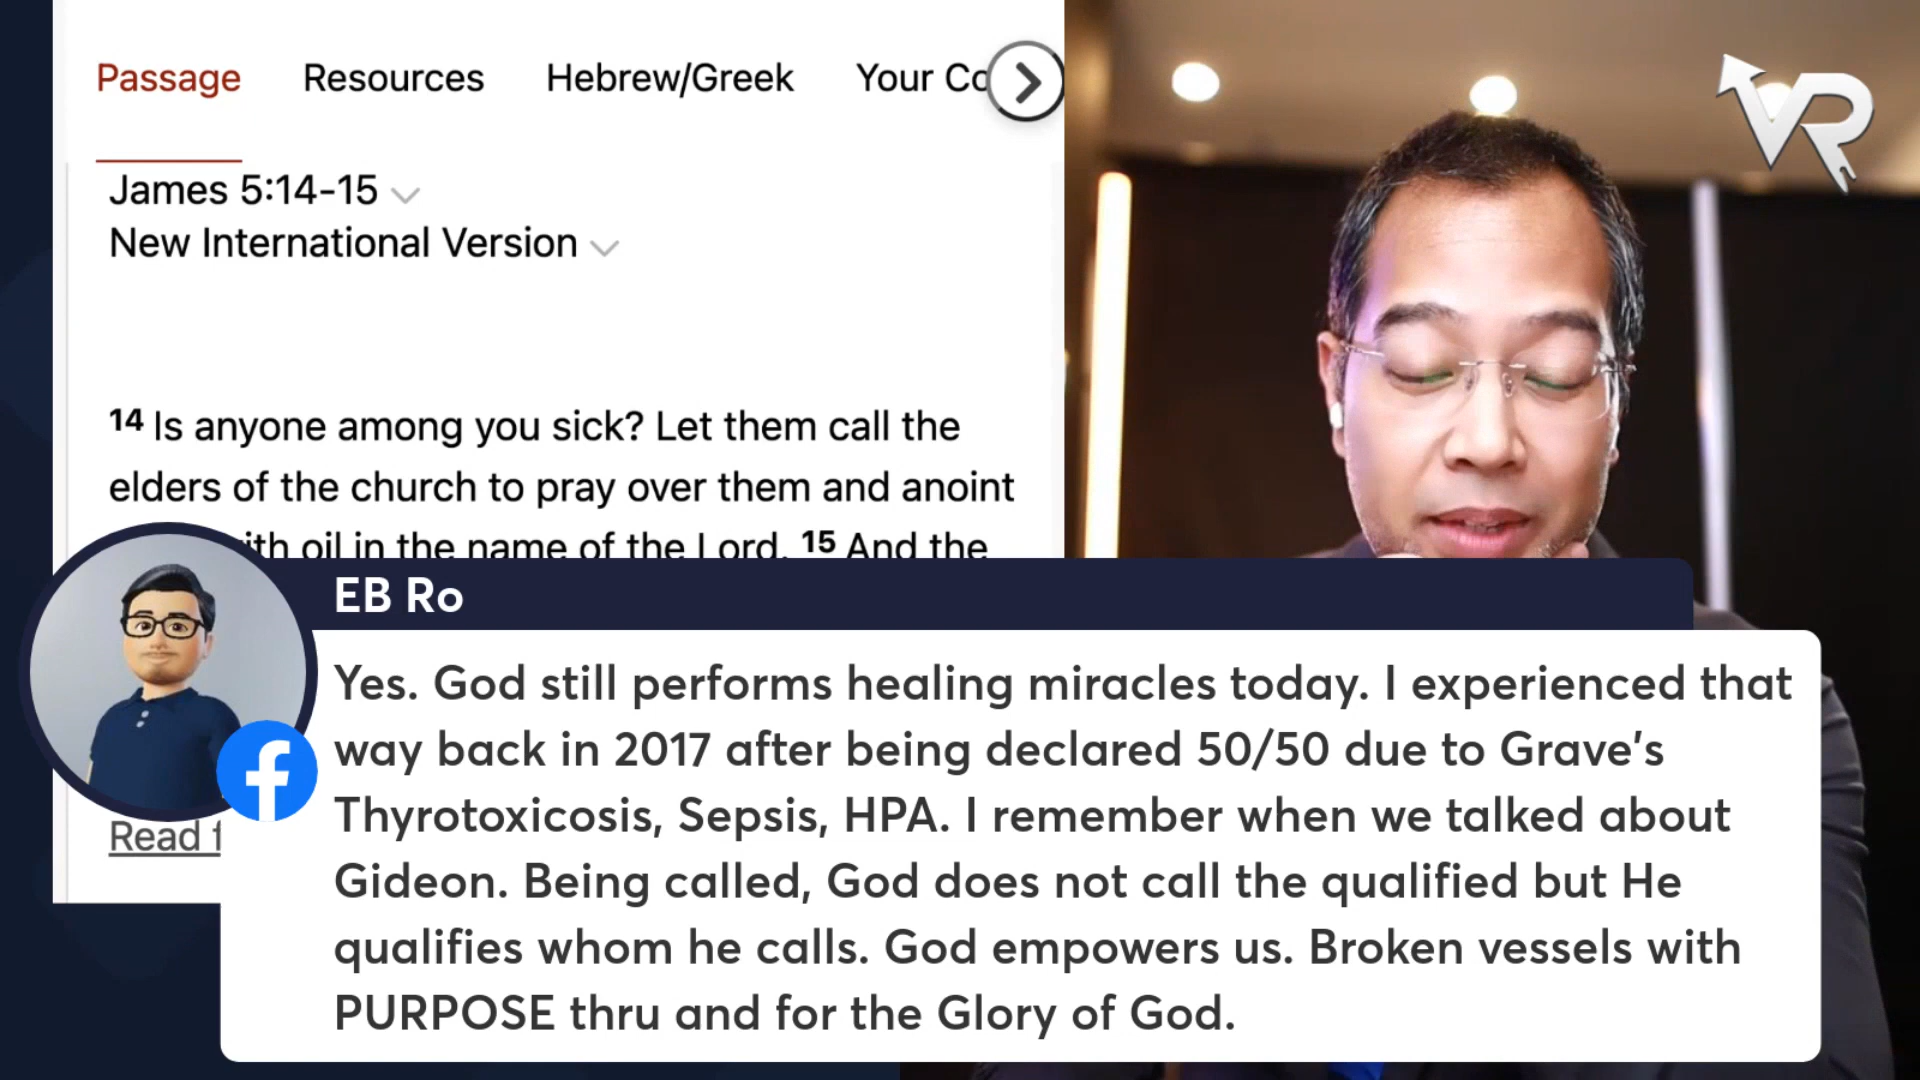 Passage Resources Hebrew/Greek Your Co
VR
James 5:14-15
New International Version
14 Is anyone among you sick? Let them call the
elders of the church to pray over them and anoint
ith oil in the name of the Lord. 15 And the
EB Ro
Yes. God still performs healing miracles today. I experienced that
way back in 2017 after being declared 50/50 due to Grave's
Thyrotoxicosis, Sepsis, HPA. I remember when we talked about
Gideon. Being called, God does not call the qualified but He
qualifies whom he calls. God empowers us. Broken vessels with
PURPOSE thru and for the Glory of God.
Read f